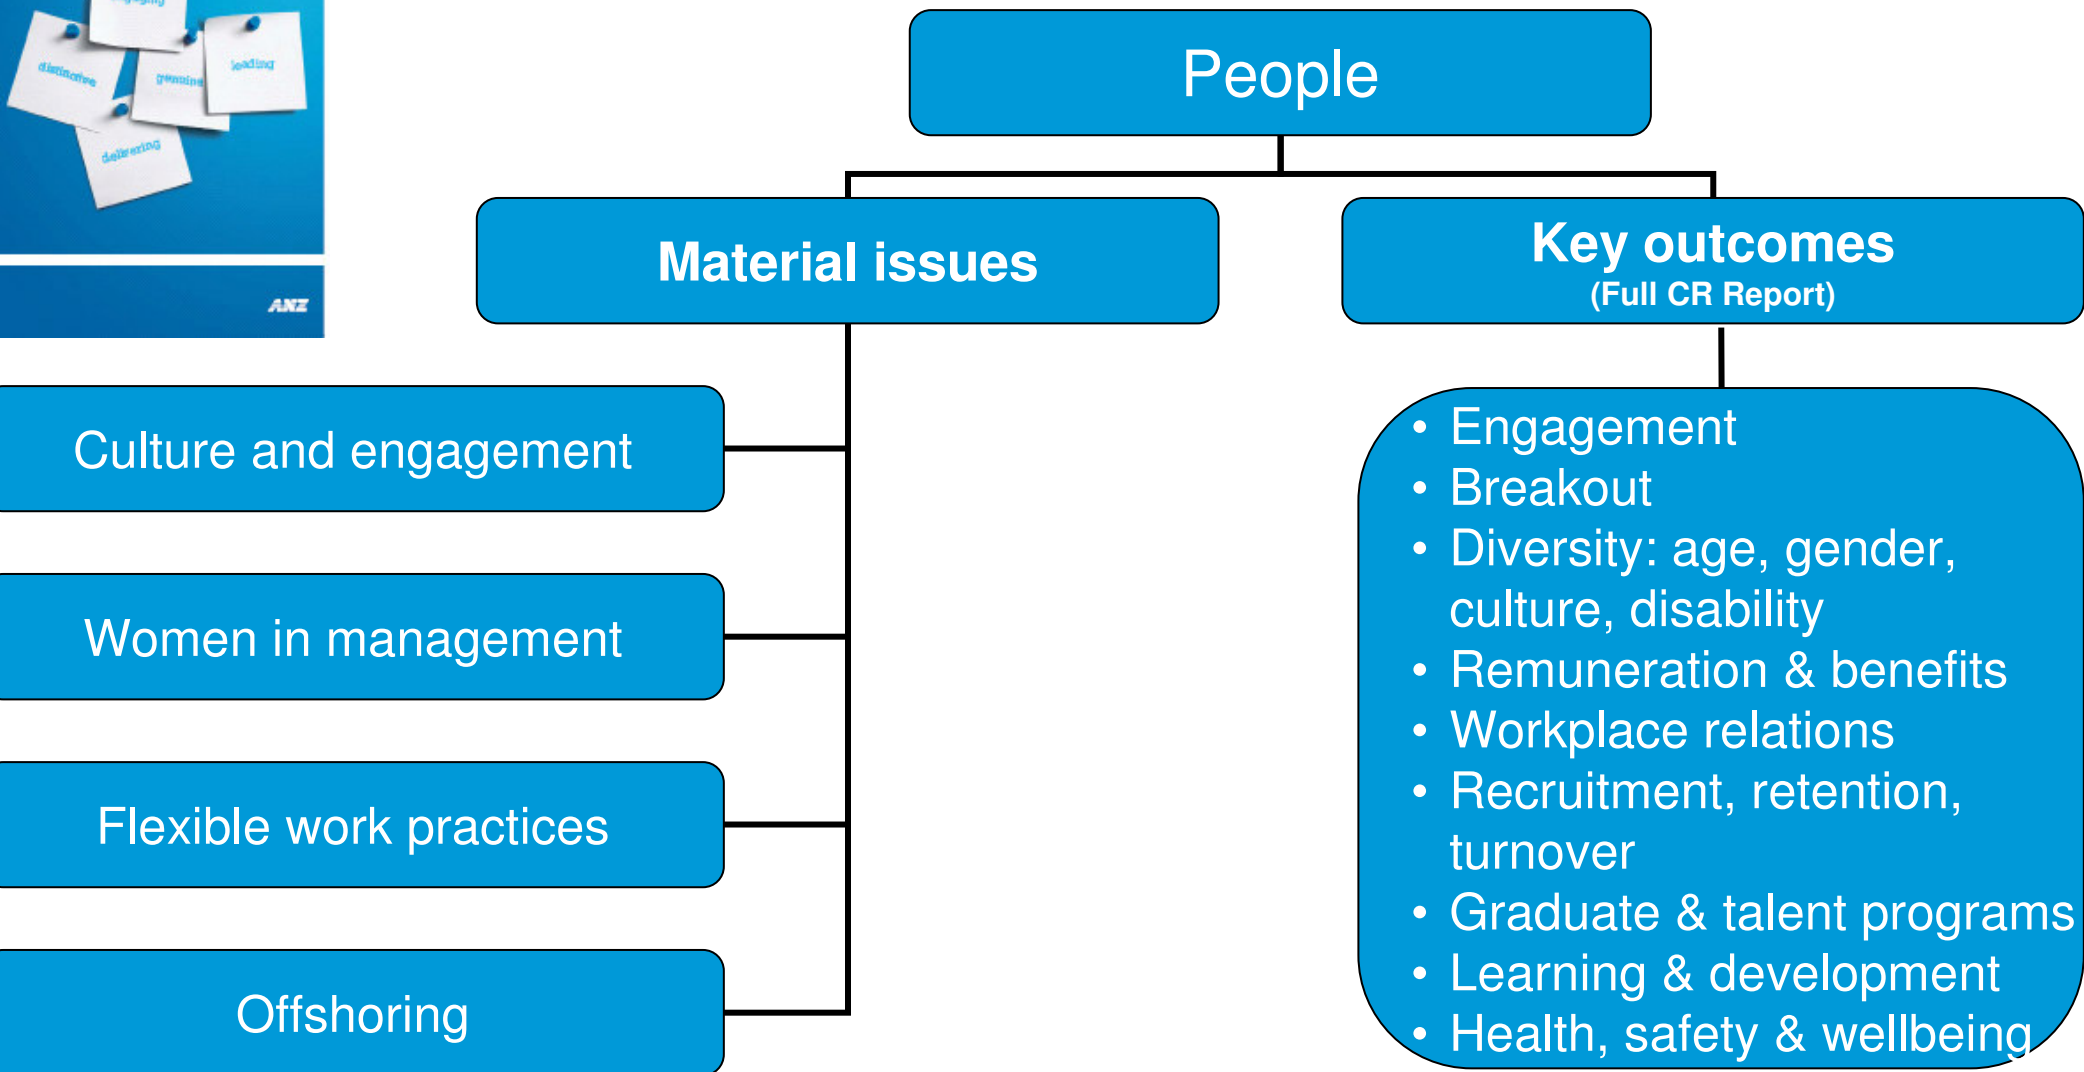 distinctive
genuine
leading
delivering
ANZ
People
Material issues
Key outcomes
(Full CR Report)
Culture and engagement
Women in management
Flexible work practices
Offshoring
• Engagement
• Breakout
• Diversity: age, gender,
culture, disability
• Remuneration & benefits
• Workplace relations
• Recruitment, retention,
turnover
• Graduate & talent programs
• Learning & development
• Health, safety & wellbeing